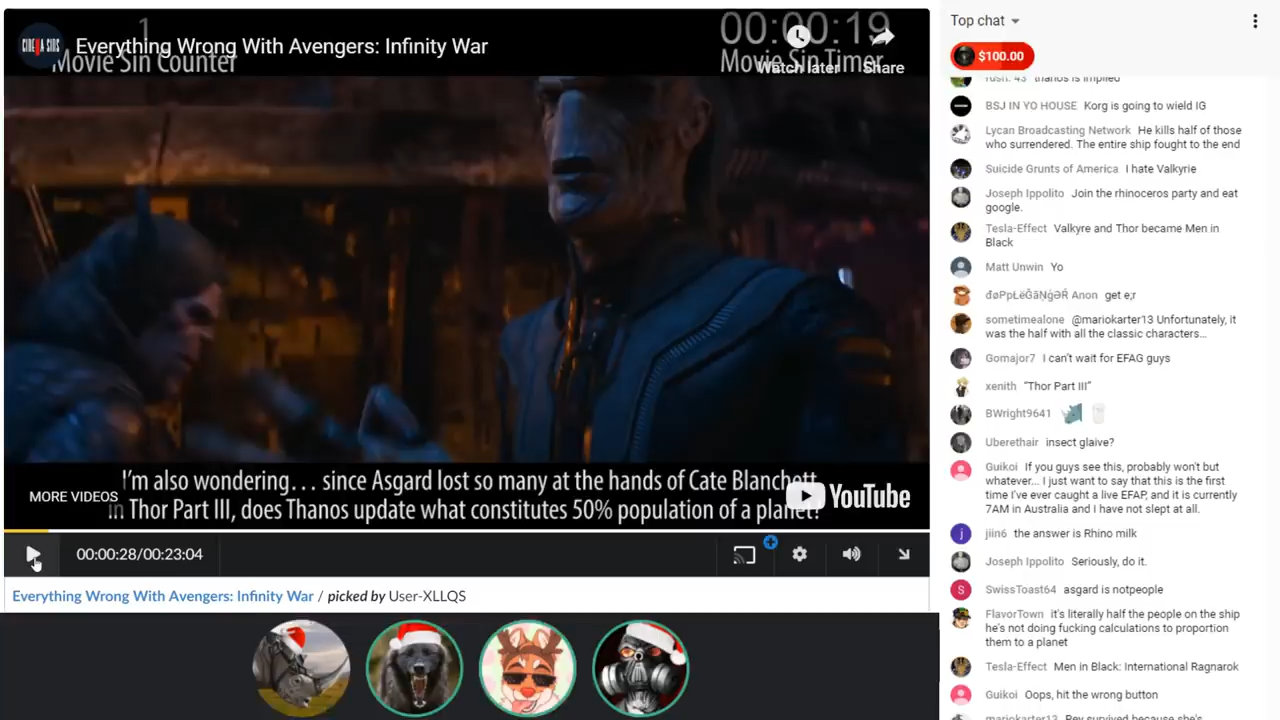 CINEMA SINS
Everything Wrong With Avengers: Infinity War
1
Movie Sin Counter
00:00:19
Movie Sin Timer
Watch later
Share
I'm also wondering... since Asgard lost so many at the hands of Cate Blanchett
in Thor Part III, does Thanos update what constitutes 50% population of a planet?
MORE VIDEOS
YouTube
00:00:28/00:23:04
Everything Wrong With Avengers: Infinity War / picked by User-XLLQS
Top chat
$100.00
thanos is implied
BSJ IN YO HOUSE Korg is going to wield IG
Lycan Broadcasting Network He kills half of those
who surrendered. The entire ship fought to the end
Suicide Grunts of America I hate Valkyrie
Joseph Ippolito Join the rhinoceros party and eat
google.
Tesla-Effect Valkyre and Thor became Men in
Black
Matt Unwin Yo
Anon get e;r
sometimealone @mariokarter13 Unfortunately, it
was the half with all the classic characters...
Gomajor7 I can't wait for EFAG guys
xenith "Thor Part III"
BWright9641
Uberethair insect glaive?
Guikoi If you guys see this, probably won't but
whatever... I just want to say that this is the first
time I've ever caught a live EFAP, and it is currently
7AM in Australia and I have not slept at all.
jiin6 the answer is Rhino milk
Joseph Ippolito Seriously, do it.
S
SwissToast64 asgard is notpeople
FlavorTown it's literally half the people on the ship
he's not doing fucking calculations to proportion
them to a planet
Tesla-Effect Men in Black: International Ragnarok
Guikoi Oops, hit the wrong button
mariokarter13 Rey survived because she's